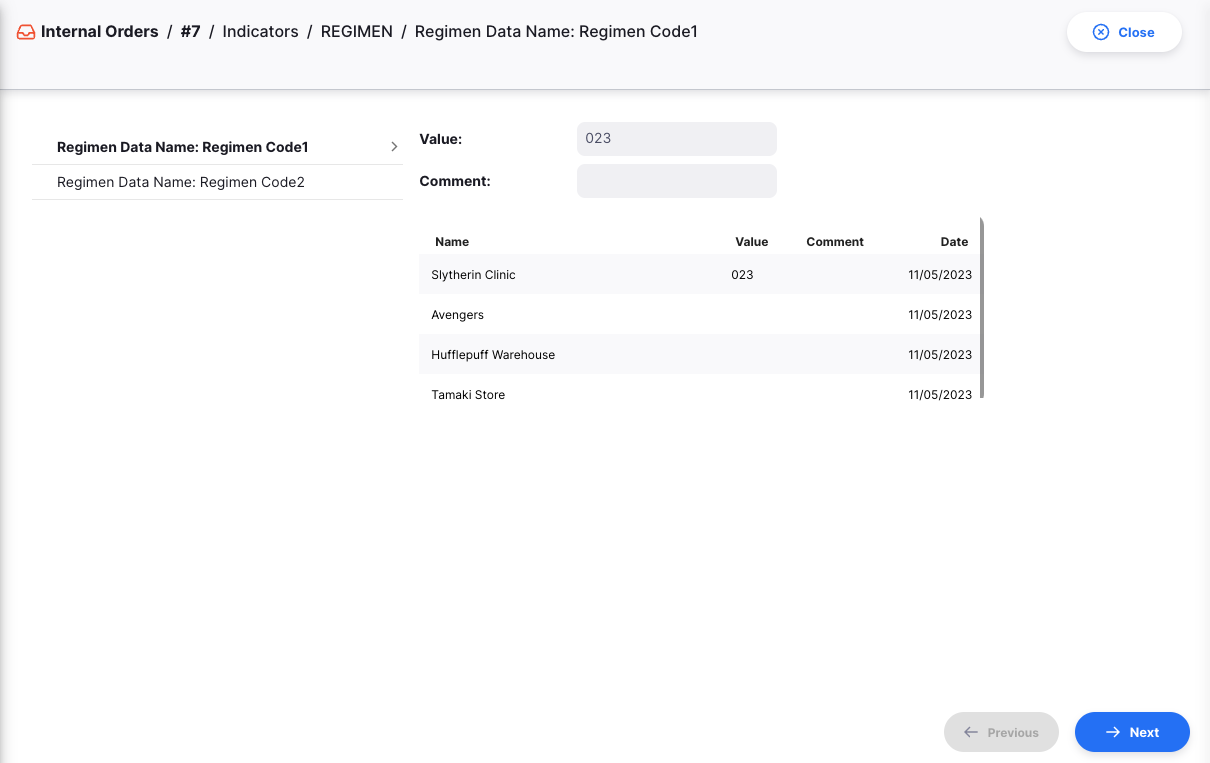 Internal Orders / #7 / Indicators / REGIMEN / Regimen Data Name: Regimen Code1
Close
Regimen Data Name: Regimen Code1
Regimen Data Name: Regimen Code2
Value: 023
Comment:
Name Value Comment Date
Slytherin Clinic 023 11/05/2023
Avengers 11/05/2023
Hufflepuff Warehouse 11/05/2023
Tamaki Store 11/05/2023
Previous
Next